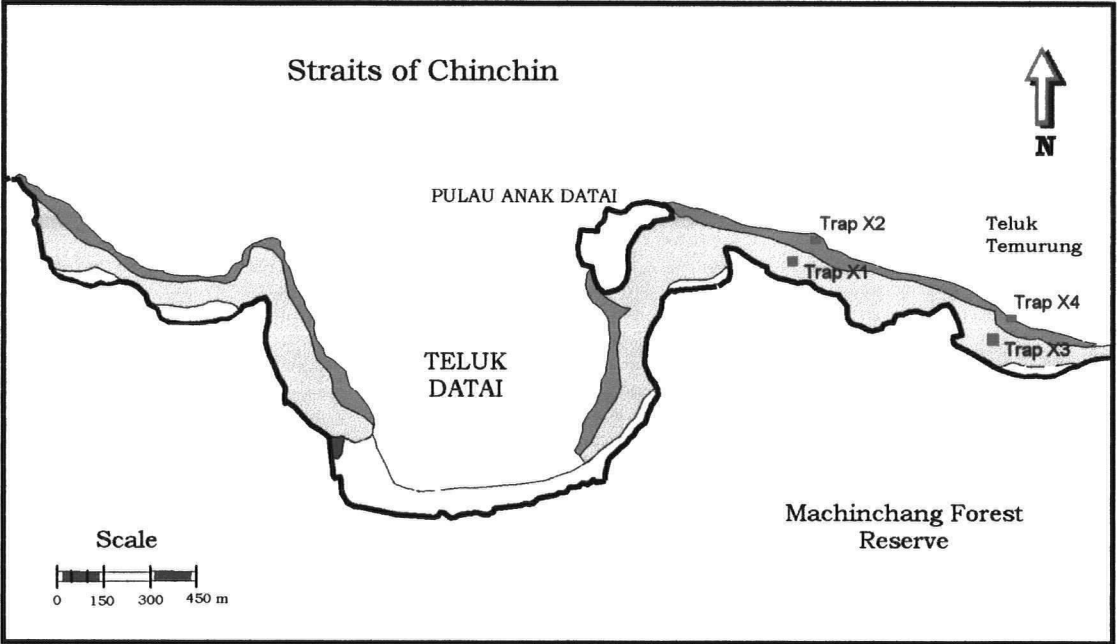 Straits of Chinchin
N
PULAU ANAK DATAI
Trap X2
Teluk
Temurung
Trap X1
Trap X4
Trap X3
TELUK
DATAI
Machinchang Forest
Reserve
Scale
0 150 300 450 m